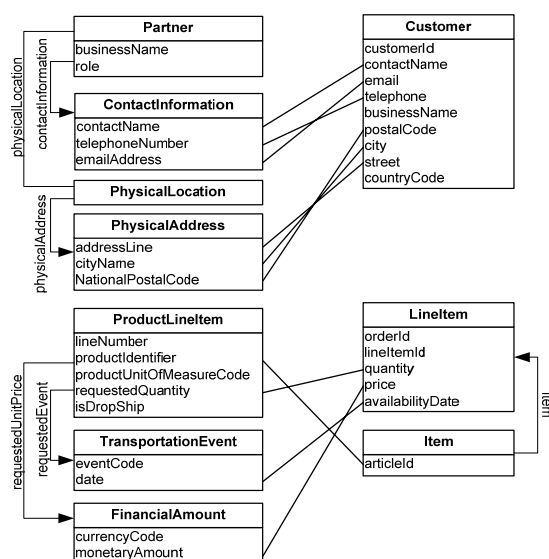 Partner
businessName
role
physicalLocation
contactInformation
ContactInformation
contactName
telephoneNumber
emailAddress
PhysicalLocation
physicalAddress
PhysicalAddress
addressLine
cityName
NationalPostalCode
Customer
customerId
contactName
email
telephone
businessName
postalCode
city
street
countryCode
ProductLineItem
lineNumber
productIdentifier
productUnitOfMeasureCode
requestedQuantity
isDropShip
requestedUnitPrice
requestedEvent
TransportationEvent
eventCode
date
FinancialAmount
currencyCode
monetaryAmount
LineItem
orderId
lineItemId
quantity
price
availabilityDate
Item
articleId
Item